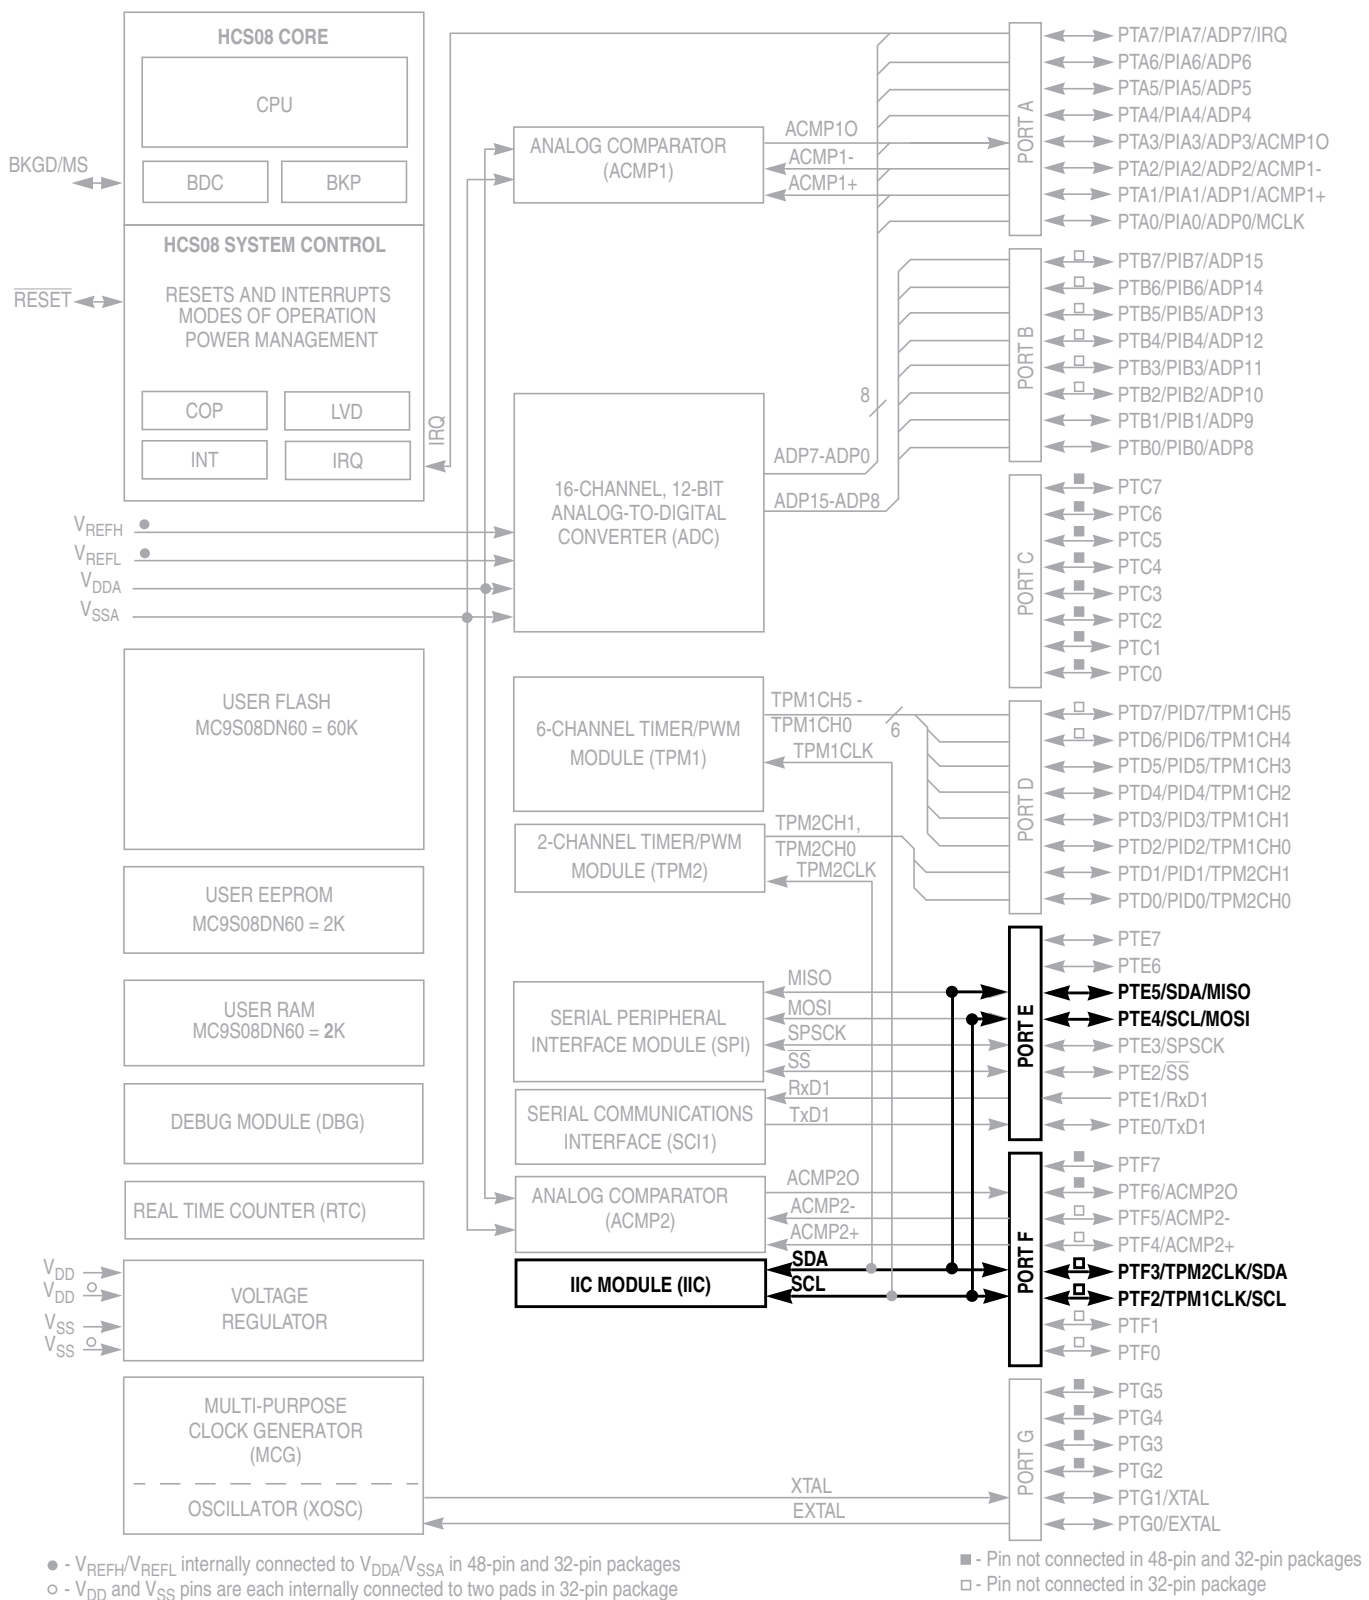 HCS08 CORE
CPU
BDC
BKP
BKGD/MS
HCS08 SYSTEM CONTROL
RESETS AND INTERRUPTS
MODES OF OPERATION
POWER MANAGEMENT
RESET
COP
LVD
INT
IRQ
IRQ
VREFH
VREFL
VDDA
VSSA
USER FLASH
MC9S08DN60 = 60K
USER EEPROM
MC9S08DN60 = 2K
USER RAM
MC9S08DN60 = 2K
DEBUG MODULE (DBG)
REAL TIME COUNTER (RTC)
VDD
VDD
VSS
VSS
VOLTAGE
REGULATOR
MULTI-PURPOSE
CLOCK GENERATOR
(MCG)
OSCILLATOR (XOSC)
ANALOG COMPARATOR
(ACMP1)
ACMP1O
ACMP1-
ACMP1+
16-CHANNEL, 12-BIT
ANALOG-TO-DIGITAL
CONVERTER (ADC)
8
ADP7-ADP0
ADP15-ADP8
6-CHANNEL TIMER/PWM
MODULE (TPM1)
TPM1CH5 -
TPM1CH0
6
TPM1CLK
2-CHANNEL TIMER/PWM
MODULE (TPM2)
TPM2CH1,
TPM2CH0
TPM2CLK
SERIAL PERIPHERAL
INTERFACE MODULE (SPI)
MISO
MOSI
SPSCK
SS
SERIAL COMMUNICATIONS
INTERFACE (SCI1)
RxD1
TxD1
ANALOG COMPARATOR
(ACMP2)
ACMP2O
ACMP2-
ACMP2+
IIC MODULE (IIC)
SDA
SCL
XTAL
EXTAL
PORT A
PTA7/PIA7/ADP7/IRQ
PTA6/PIA6/ADP6
PTA5/PIA5/ADP5
PTA4/PIA4/ADP4
PTA3/PIA3/ADP3/ACMP1O
PTA2/PIA2/ADP2/ACMP1-
PTA1/PIA1/ADP1/ACMP1+
PTA0/PIA0/ADP0/MCLK
PORT B
PTB7/PIB7/ADP15
PTB6/PIB6/ADP14
PTB5/PIB5/ADP13
PTB4/PIB4/ADP12
PTB3/PIB3/ADP11
PTB2/PIB2/ADP10
PTB1/PIB1/ADP9
PTB0/PIB0/ADP8
PORT C
PTC7
PTC6
PTC5
PTC4
PTC3
PTC2
PTC1
PTC0
PORT D
PTD7/PID7/TPM1CH5
PTD6/PID6/TPM1CH4
PTD5/PID5/TPM1CH3
PTD4/PID4/TPM1CH2
PTD3/PID3/TPM1CH1
PTD2/PID2/TPM1CH0
PTD1/PID1/TPM2CH1
PTD0/PID0/TPM2CH0
PORT E
PTE7
PTE6
PTE5/SDA/MISO
PTE4/SCL/MOSI
PTE3/SPSCK
PTE2/SS
PTE1/RxD1
PTE0/TxD1
PORT F
PTF7
PTF6/ACMP2O
PTF5/ACMP2-
PTF4/ACMP2+
PTF3/TPM2CLK/SDA
PTF2/TPM1CLK/SCL
PTF1
PTF0
PORT G
PTG5
PTG4
PTG3
PTG2
PTG1/XTAL
PTG0/EXTAL
● - VREFH/VREFL internally connected to VDDA/VSSA in 48-pin and 32-pin packages
○ - VDD and VSS pins are each internally connected to two pads in 32-pin package
■ - Pin not connected in 48-pin and 32-pin packages
□ - Pin not connected in 32-pin package